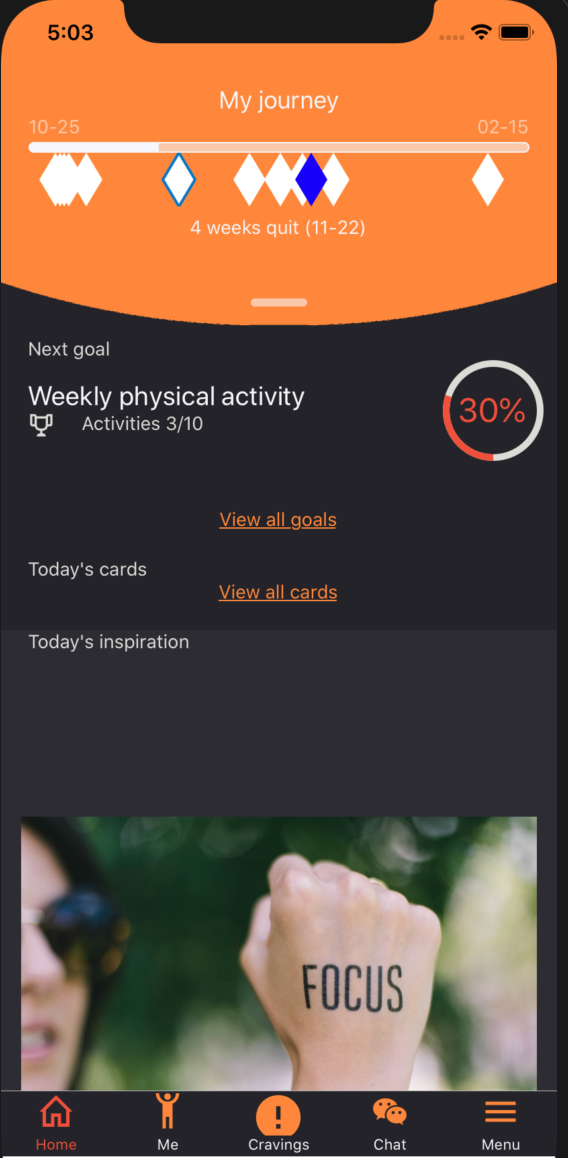 5:03
My journey
10-25 02-15
4 weeks quit (11-22)
Next goal
Weekly physical activity
Activities 3/10
30%
View all goals
Today's cards
View all cards
Today's inspiration
FOCUS
Home Me Cravings Chat Menu